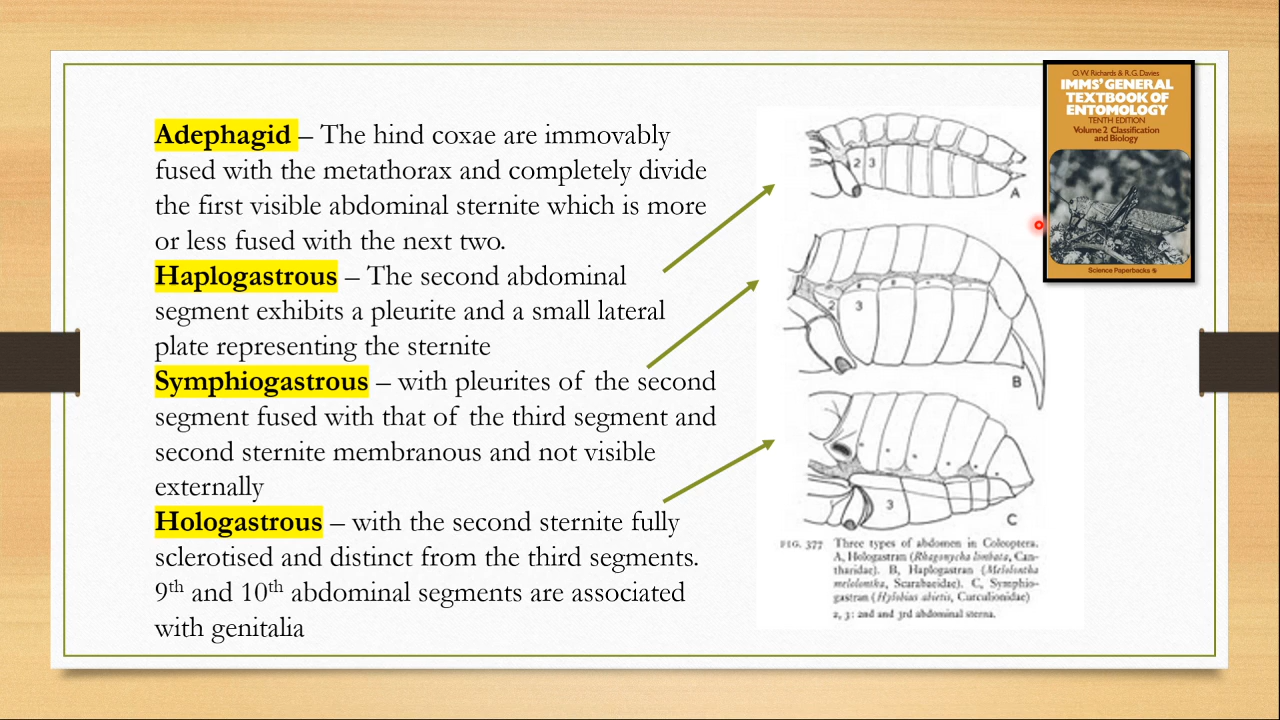 Adephagid – The hind coxae are immovably
fused with the metathorax and completely divide
the first visible abdominal sternite which is more
or less fused with the next two.
Haplogastrous – The second abdominal
segment exhibits a pleurite and a small lateral
plate representing the sternite
Symphiogastrous – with pleurites of the second
segment fused with that of the third segment and
second sternite membranous and not visible
externally
Hologastrous – with the second sternite fully
sclerotised and distinct from the third segments.
9th and 10th abdominal segments are associated
with genitalia
2 3
A
2 3
B
3
C
FIG. 377 Three types of abdomen in Coleoptera.
A, Hologastran (Rhagonycha lombata, Can-
tharidae). B, Haplogastran (Melolontha
melolontha, Scarabaeidae). C, Symphio-
gastran (Hylobius abietis, Curculionidae)
2, 3: 2nd and 3rd abdominal sterna.
O.W. Richards & R.G. Davies
IMMS' GENERAL
TEXTBOOK OF
ENTOMOLOGY
TENTH EDITION
Volume 2 Classification
and Biology
Science Paperbacks